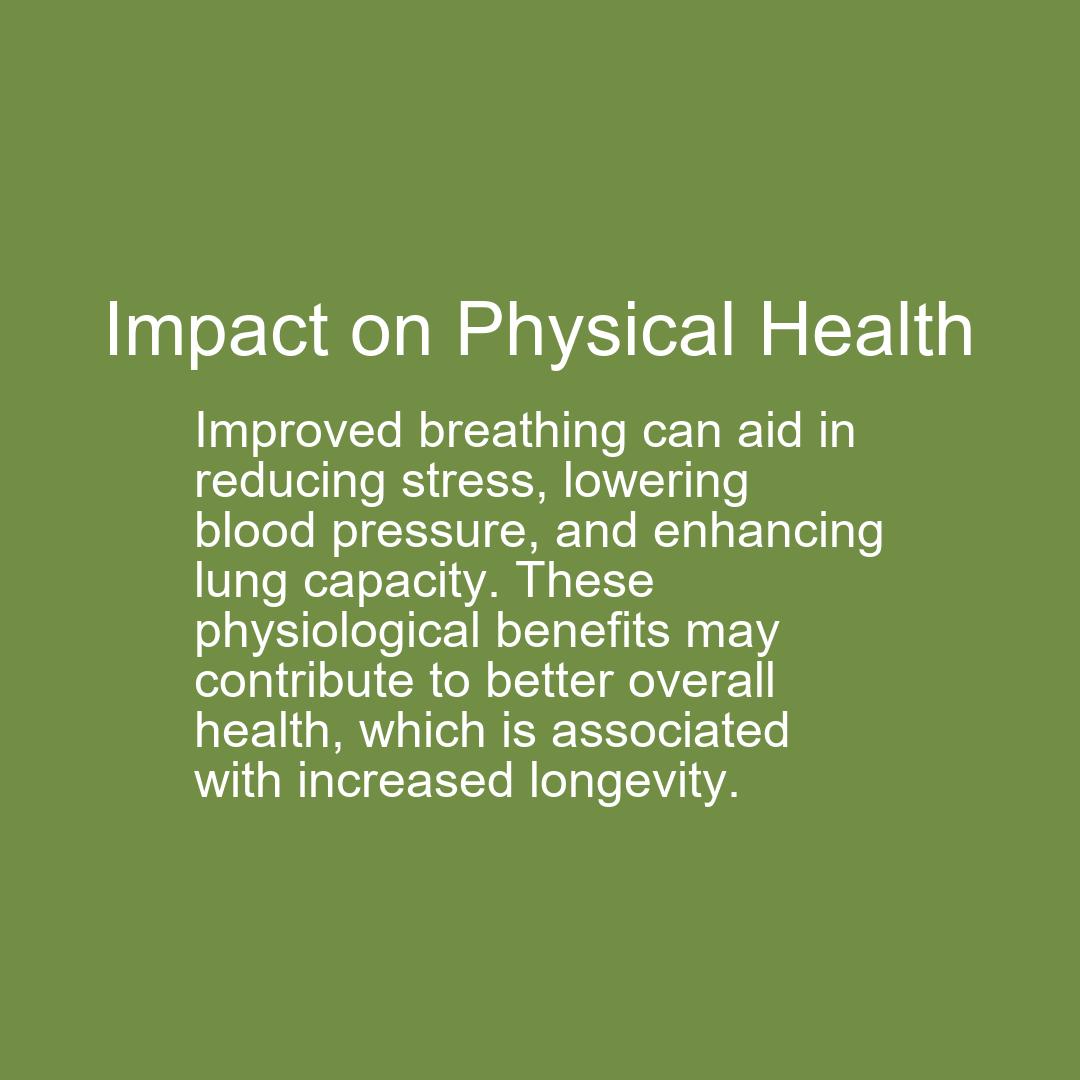 Impact on Physical Health
Improved breathing can aid in
reducing stress, lowering
blood pressure, and enhancing
lung capacity. These
physiological benefits may
contribute to better overall
health, which is associated
with increased longevity.